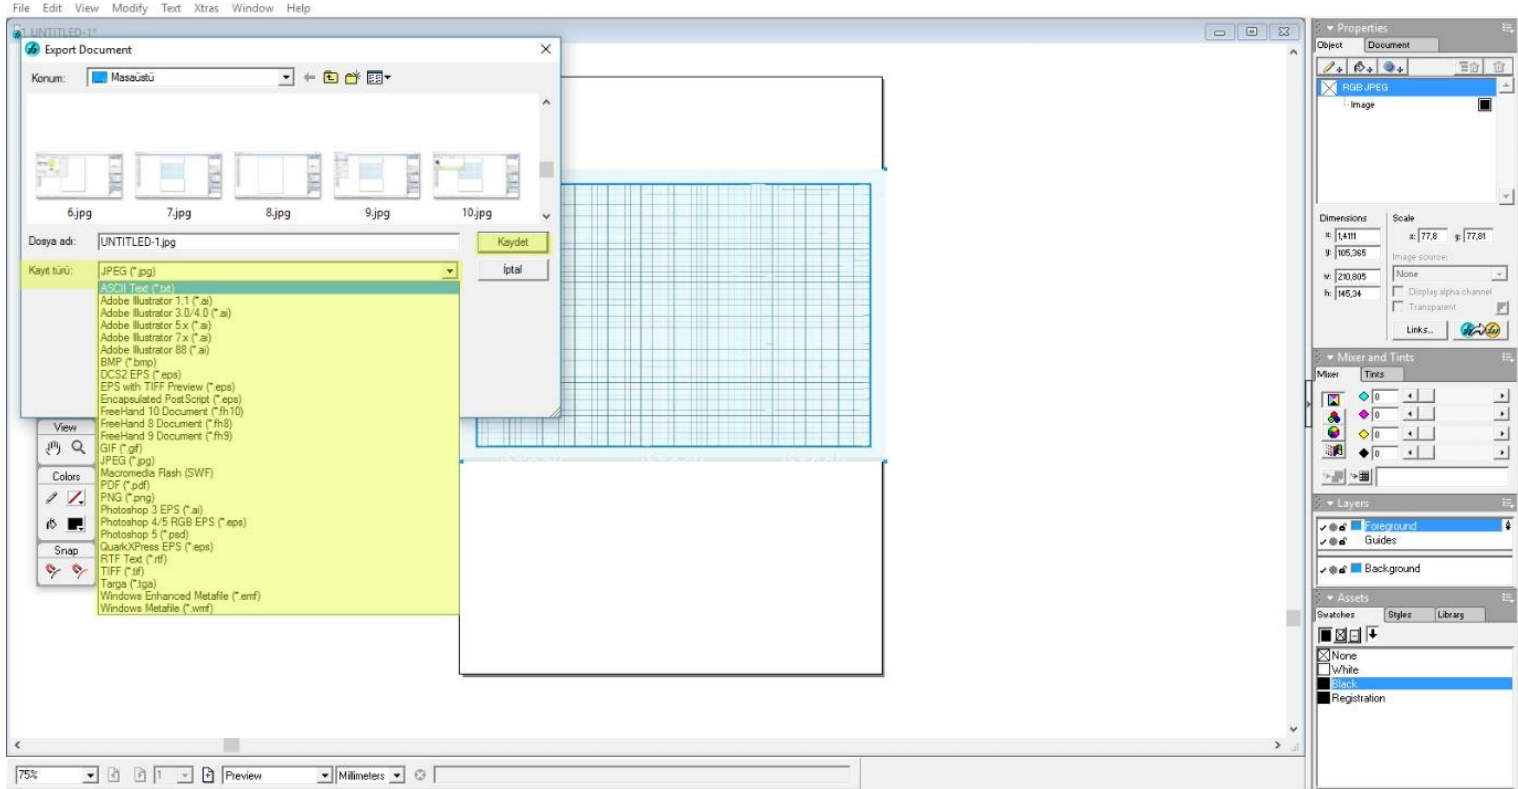 File Edit View Modify Text Xtras Window Help
UNTITLED-1*
Export Document
Konum: Masaüstü
6.jpg 7.jpg 8.jpg 9.jpg 10.jpg
Dosya adı: UNTITLED-1.jpg Kaydet
Kayıt türü: JPEG (*.jpg) İptal
ASCII Text (*.txt)
Adobe Illustrator 1.1 (*.ai)
Adobe Illustrator 3.0/4.0 (*.ai)
Adobe Illustrator 5.x (*.ai)
Adobe Illustrator 7.x (*.ai)
Adobe Illustrator 88 (*.ai)
BMP (*.bmp)
DCS2 EPS (*.eps)
EPS with TIFF Preview (*.eps)
Encapsulated PostScript (*.eps)
FreeHand 10 Document (*.fh10)
FreeHand 8 Document (*.fh8)
FreeHand 9 Document (*.fh9)
GIF (*.gif)
JPEG (*.jpg)
Macromedia Flash (SWF)
PDF (*.pdf)
PNG (*.png)
Photoshop 3 EPS (*.ai)
Photoshop 4/5 RGB EPS (*.eps)
Photoshop 5 (*.psd)
QuarkXPress EPS (*.eps)
RTF Text (*.rtf)
TIFF (*.tif)
Targa (*.tga)
Windows Enhanced Metafile (*.emf)
Windows Metafile (*.wmf)
View
Colors
Snap
75% 1 Preview Millimeters
Properties
Object Document
RGB JPEG
Image
Dimensions Scale
x: 1,4111 x: 77,8 y: 77,81
y: 105,365 Image source:
w: 210,805 None
h: 145,34 Display alpha channel
Transparent
Links...
Mixer and Tints
Mixer Tints
0
0
0
0
Layers
Foreground
Guides
Background
Assets
Swatches Styles Library
None
White
Black
Registration